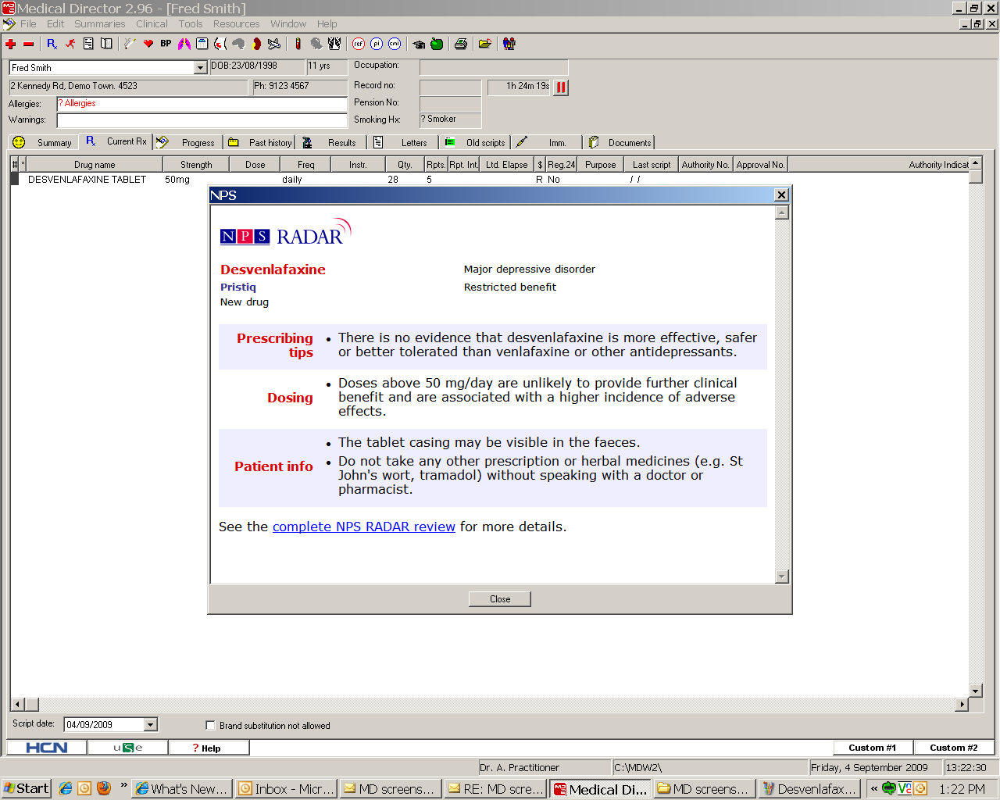 Medical Director 2.96 - [Fred Smith]
File Edit Summaries Clinical Tools Resources Window Help
Rx BP ref pi cmi
Fred Smith DOB:23/08/1998 11 yrs Occupation:
2 Kennedy Rd, Demo Town. 4523 Ph: 9123 4567 Record no: 1h 24m 19s
Allergies: ? Allergies Pension No:
Warnings: Smoking Hx: ? Smoker
Summary Rx Current Rx Progress Past history Results Letters Old scripts Imm. Documents
# * Drug name Strength Dose Freq Instr. Qty. Rpts. Rpt. Int. Ltd. Elapse $ Reg.24 Purpose Last script Authority No. Approval No. Authority Indicat
DESVENLAFAXINE TABLET 50mg daily 28 5 R No / /
NPS
NPS RADAR
Desvenlafaxine Major depressive disorder
Pristiq Restricted benefit
New drug
Prescribing tips • There is no evidence that desvenlafaxine is more effective, safer
or better tolerated than venlafaxine or other antidepressants.
Dosing • Doses above 50 mg/day are unlikely to provide further clinical
benefit and are associated with a higher incidence of adverse
effects.
Patient info • The tablet casing may be visible in the faeces.
• Do not take any other prescription or herbal medicines (e.g. St
John's wort, tramadol) without speaking with a doctor or
pharmacist.
See the complete NPS RADAR review for more details.
Close
Script date: 04/09/2009 Brand substitution not allowed
HCN uSe ? Help Custom #1 Custom #2
Dr. A. Practitioner C:\MDW2\ Friday, 4 September 2009 13:22:30
Start » What's New... Inbox - Micr... MD screens... RE: MD scre... Medical Di... MD screens... Desvenlafax... « 1:22 PM